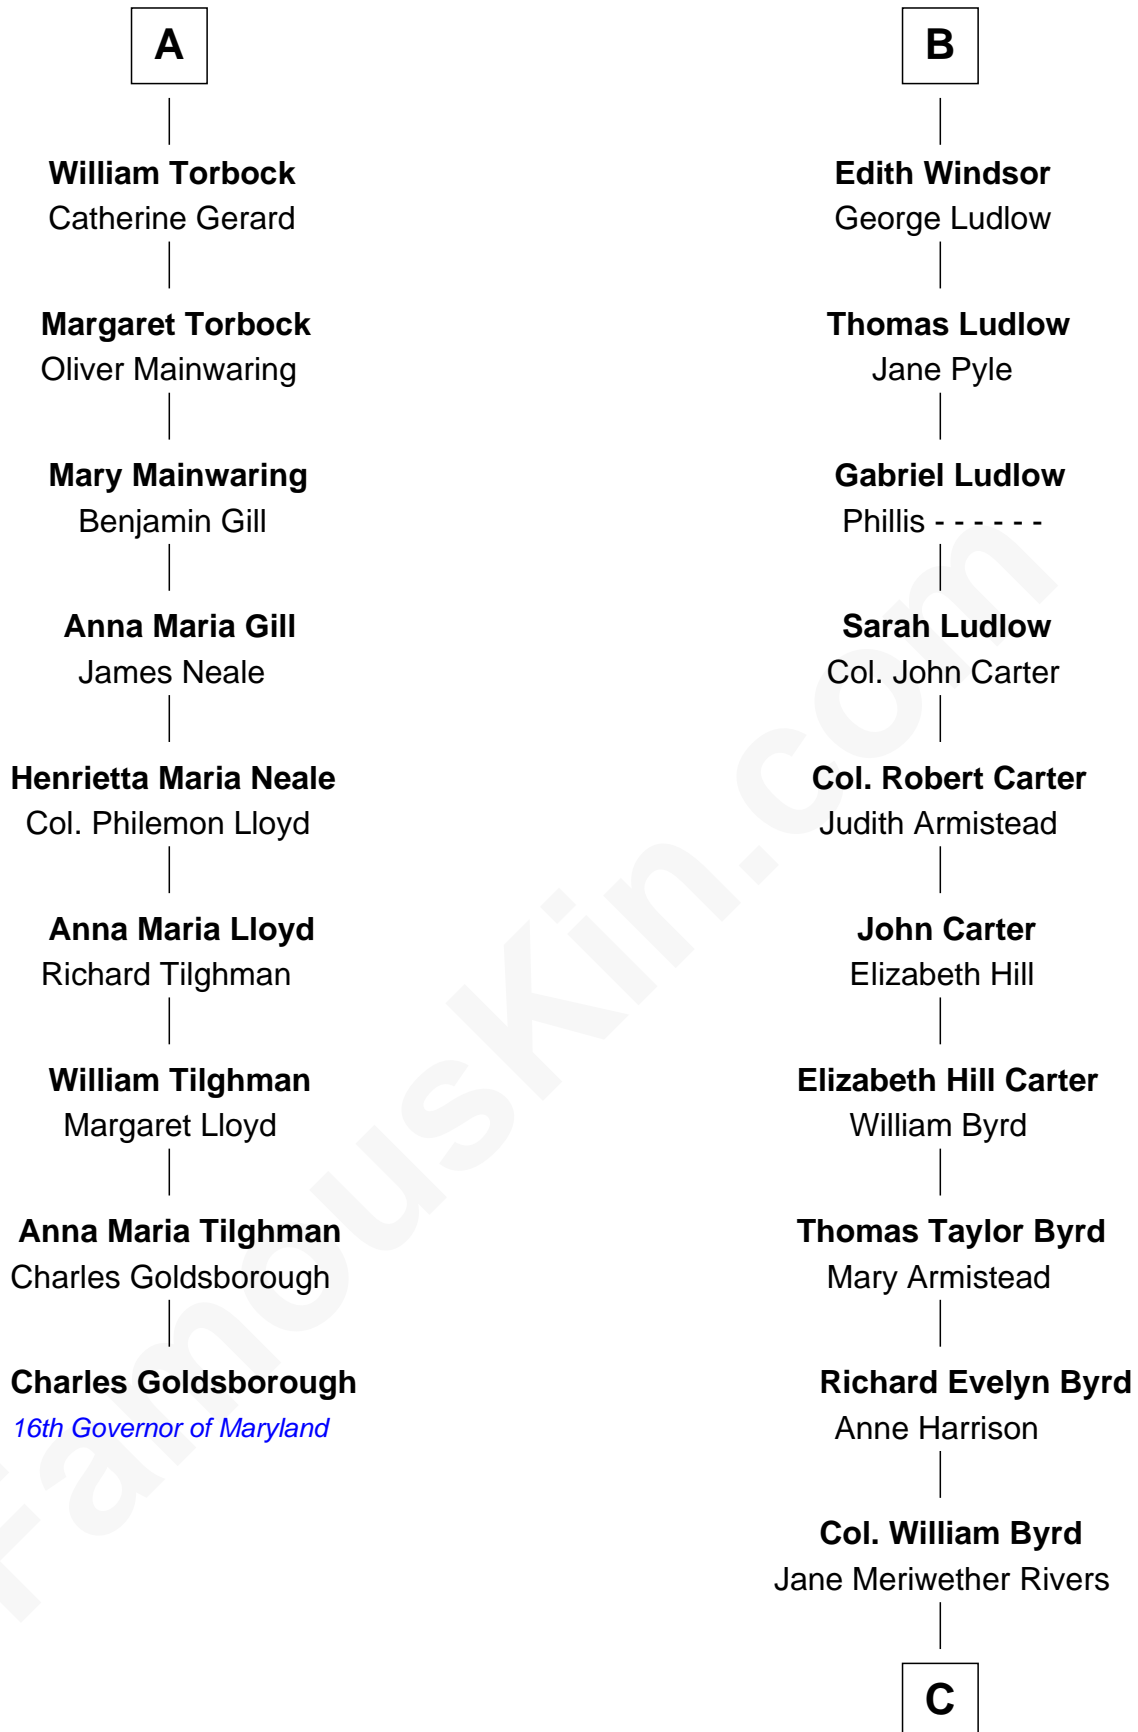 A
William Torbock
Catherine Gerard
Margaret Torbock
Oliver Mainwaring
Mary Mainwaring
Benjamin Gill
Anna Maria Gill
James Neale
Henrietta Maria Neale
Col. Philemon Lloyd
Anna Maria Lloyd
Richard Tilghman
William Tilghman
Margaret Lloyd
Anna Maria Tilghman
Charles Goldsborough
Charles Goldsborough
16th Governor of Maryland
B
Edith Windsor
George Ludlow
Thomas Ludlow
Jane Pyle
Gabriel Ludlow
Phillis - - - - - -
Sarah Ludlow
Col. John Carter
Col. Robert Carter
Judith Armistead
John Carter
Elizabeth Hill
Elizabeth Hill Carter
William Byrd
Thomas Taylor Byrd
Mary Armistead
Richard Evelyn Byrd
Anne Harrison
Col. William Byrd
Jane Meriwether Rivers
C
FamousKin.com